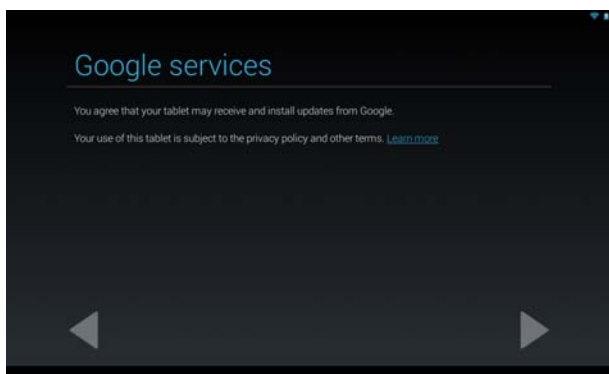 Google services
You agree that your tablet may receive and install updates from Google.
Your use of this tablet is subject to the privacy policy and other terms. Learn more